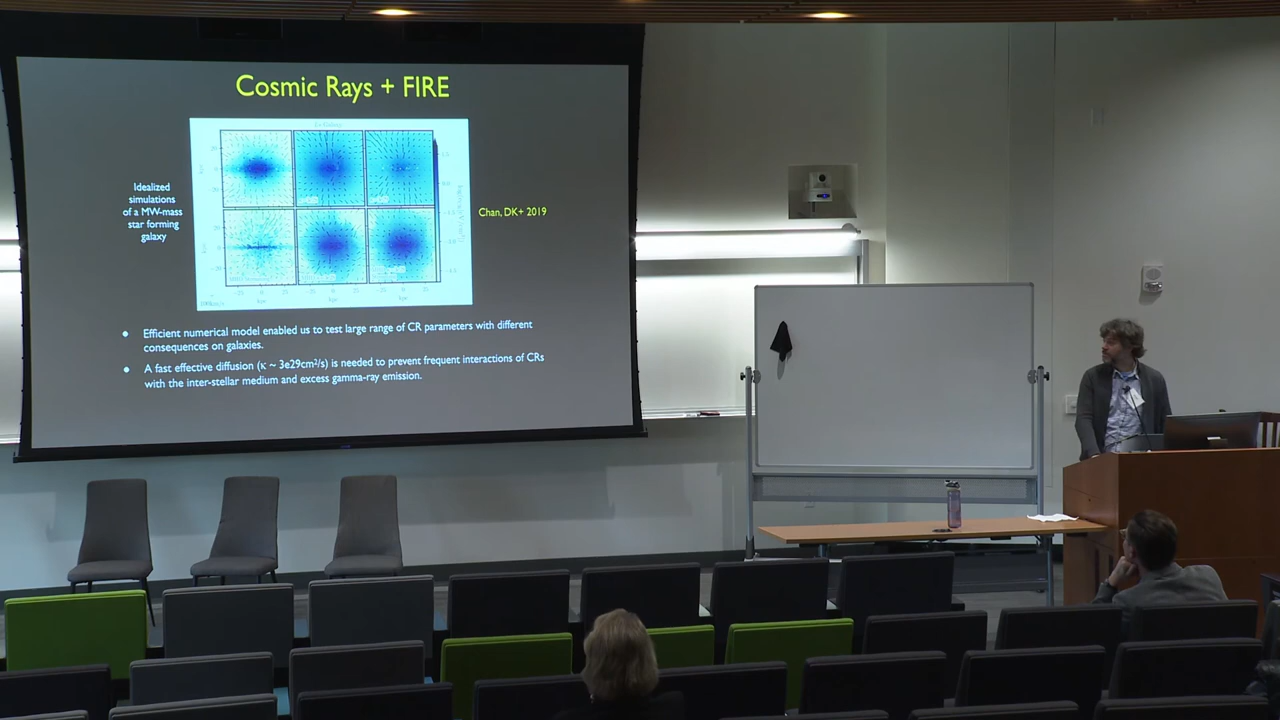 Cosmic Rays + FIRE
Idealized
simulations
of a MW-mass
star forming
galaxy
Chan, DK+ 2019
kpc
kpc
• Efficient numerical model enabled us to test large range of CR parameters with different
consequences on galaxies.
• A fast effective diffusion (κ ~ 3e29cm²/s) is needed to prevent frequent interactions of CRs
with the inter-stellar medium and excess gamma-ray emission.